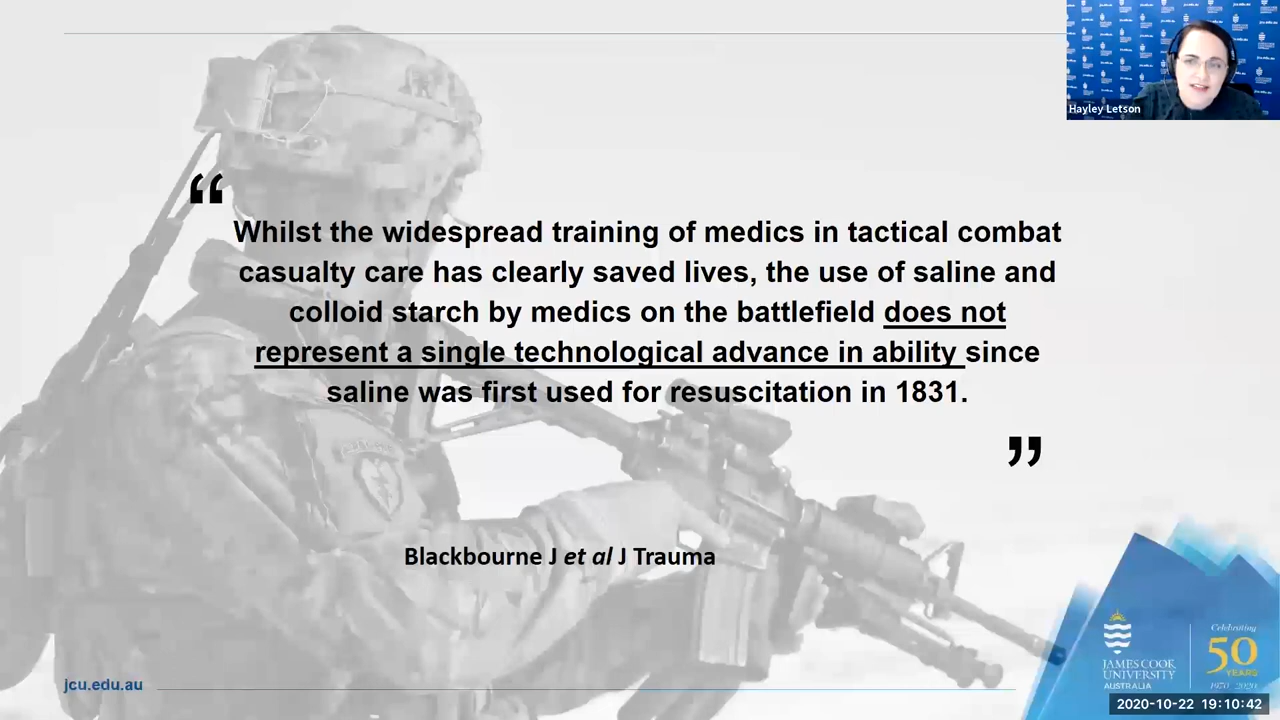 Hayley Letson
“
Whilst the widespread training of medics in tactical combat
casualty care has clearly saved lives, the use of saline and
colloid starch by medics on the battlefield does not
represent a single technological advance in ability since
saline was first used for resuscitation in 1831.
”
Blackbourne J et al J Trauma
jcu.edu.au
JAMES COOK
UNIVERSITY
AUSTRALIA
Celebrating
50
YEARS
1970 2020
2020-10-22 19:10:42